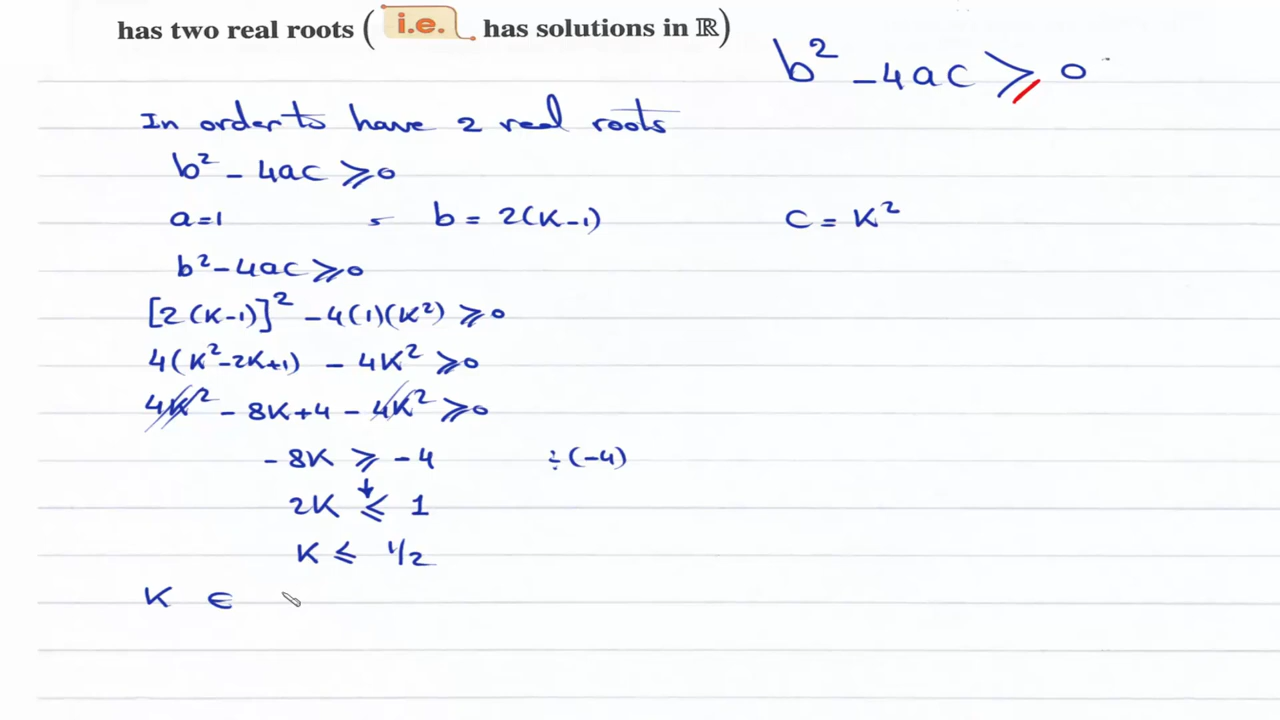 has two real roots ( i.e. has solutions in ℝ)
b² - 4ac ⩾ 0
In order to have 2 real roots
b² - 4ac ⩾ 0
a=1 , b = 2(K-1) C = K²
b² - 4ac ⩾ 0
[2(K-1)]² - 4(1)(K²) ⩾ 0
4(K²-2K+1) - 4K² ⩾ 0
4K² - 8K+4 - 4K² ⩾ 0
- 8K ⩾ - 4 ÷(-4)
2K ⩽ 1
K ⩽ 1/2
K ∈